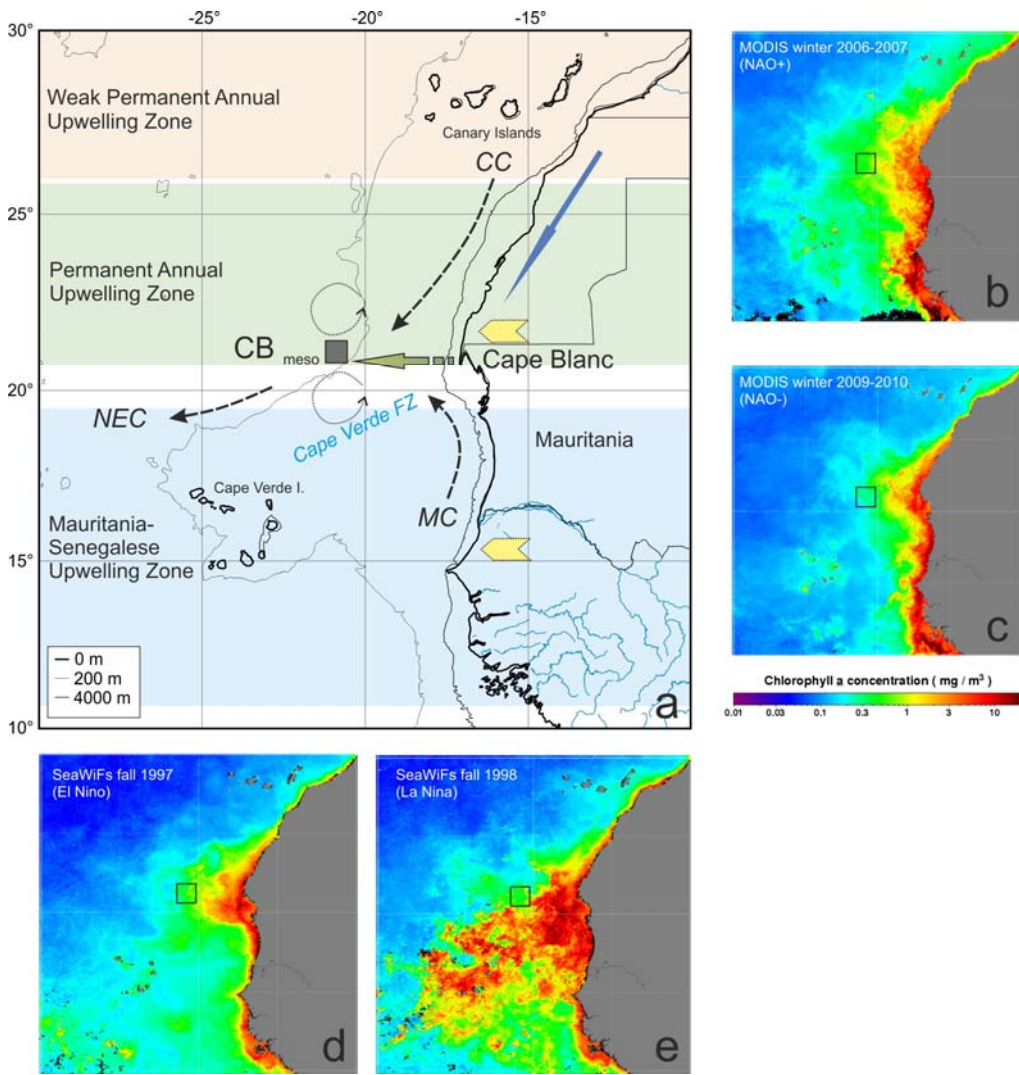 -25
-20
-15
30°
25°
20°
15°
10°
Weak Permanent Annual
Upwelling Zone
Canary Islands
CC
Permanent Annual
Upwelling Zone
CB
meso
Cape Blanc
NEC
Cape Verde FZ
Mauritania
Cape Verde I.
MC
Mauritania-
Senegalese
Upwelling Zone
0 m
200 m
4000 m
a
MODIS winter 2006-2007
(NAO+)
b
MODIS winter 2009-2010
(NAO-)
c
Chlorophyll a concentration ( mg / m³ )
0.01 0.03 0.1 0.3 1 3 10
SeaWiFs fall 1997
(El Nino)
d
SeaWiFs fall 1998
(La Nina)
e